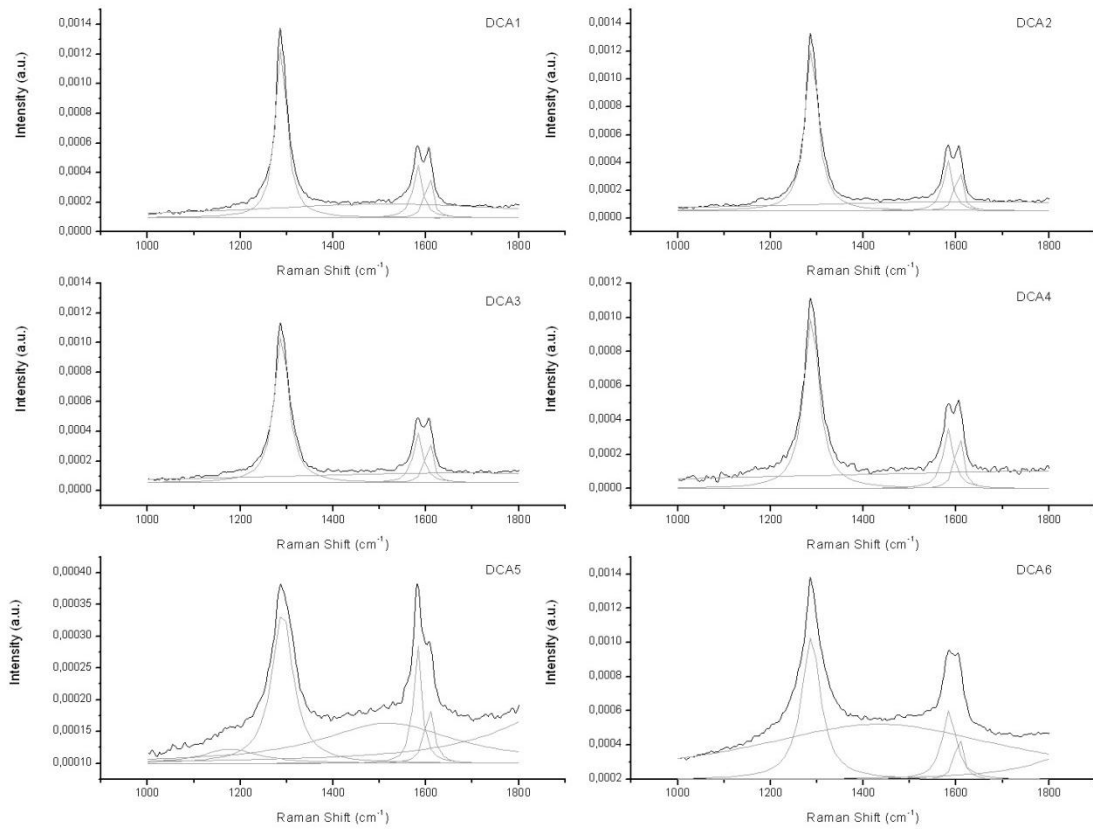 DCA1
0,0014
0,0012
0,0010
0,0008
0,0006
0,0004
0,0002
0,0000
Intensity (a.u.)
1000 1200 1400 1600 1800
Raman Shift (cm⁻¹)
DCA2
0,0014
0,0012
0,0010
0,0008
0,0006
0,0004
0,0002
0,0000
Intensity (a.u.)
1000 1200 1400 1600 1800
Raman Shift (cm⁻¹)
DCA3
0,0014
0,0012
0,0010
0,0008
0,0006
0,0004
0,0002
0,0000
Intensity (a.u.)
1000 1200 1400 1600 1800
Raman Shift (cm⁻¹)
DCA4
0,0012
0,0010
0,0008
0,0006
0,0004
0,0002
0,0000
Intensity (a.u.)
1000 1200 1400 1600 1800
Raman Shift (cm⁻¹)
DCA5
0,00040
0,00035
0,00030
0,00025
0,00020
0,00015
0,00010
Intensity (a.u.)
1000 1200 1400 1600 1800
Raman Shift (cm⁻¹)
DCA6
0,0014
0,0012
0,0010
0,0008
0,0006
0,0004
0,0002
Intensity (a.u.)
1000 1200 1400 1600 1800
Raman Shift (cm⁻¹)